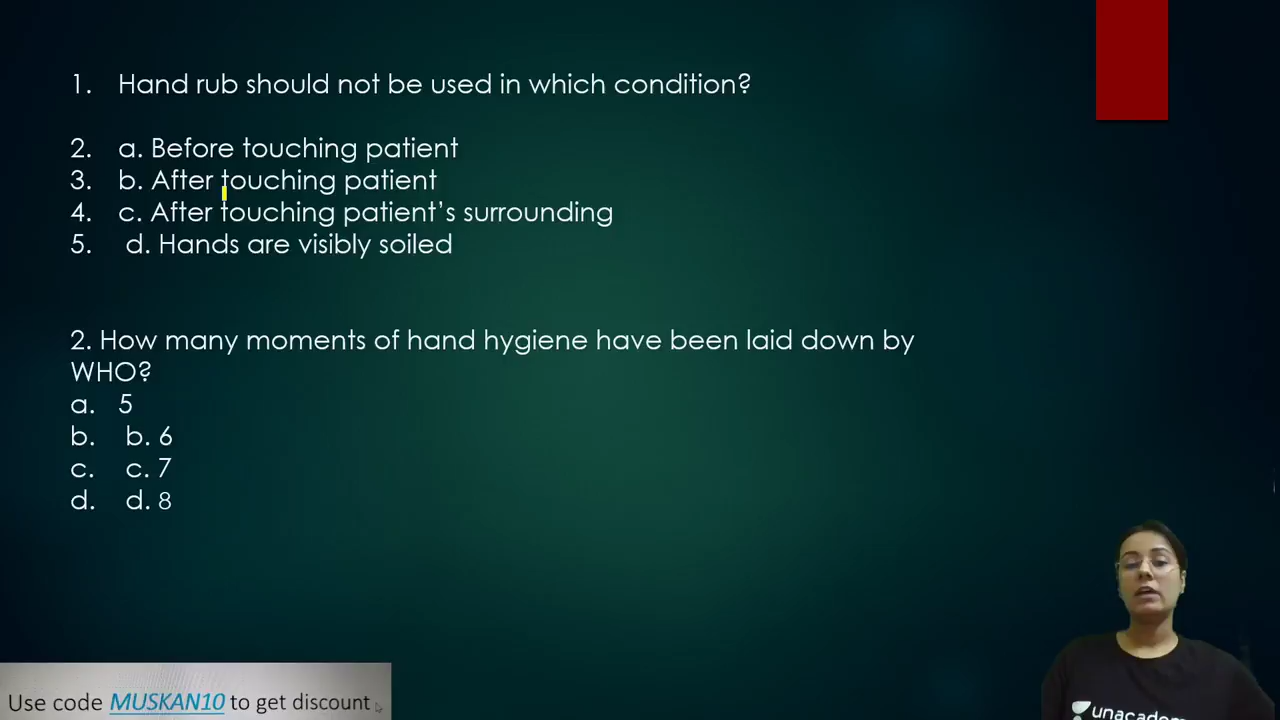 1. Hand rub should not be used in which condition?
2. a. Before touching patient
3. b. After touching patient
4. c. After touching patient's surrounding
5. d. Hands are visibly soiled
2. How many moments of hand hygiene have been laid down by
WHO?
a. 5
b. b. 6
c. c. 7
d. d. 8
Use code MUSKAN10 to get discount